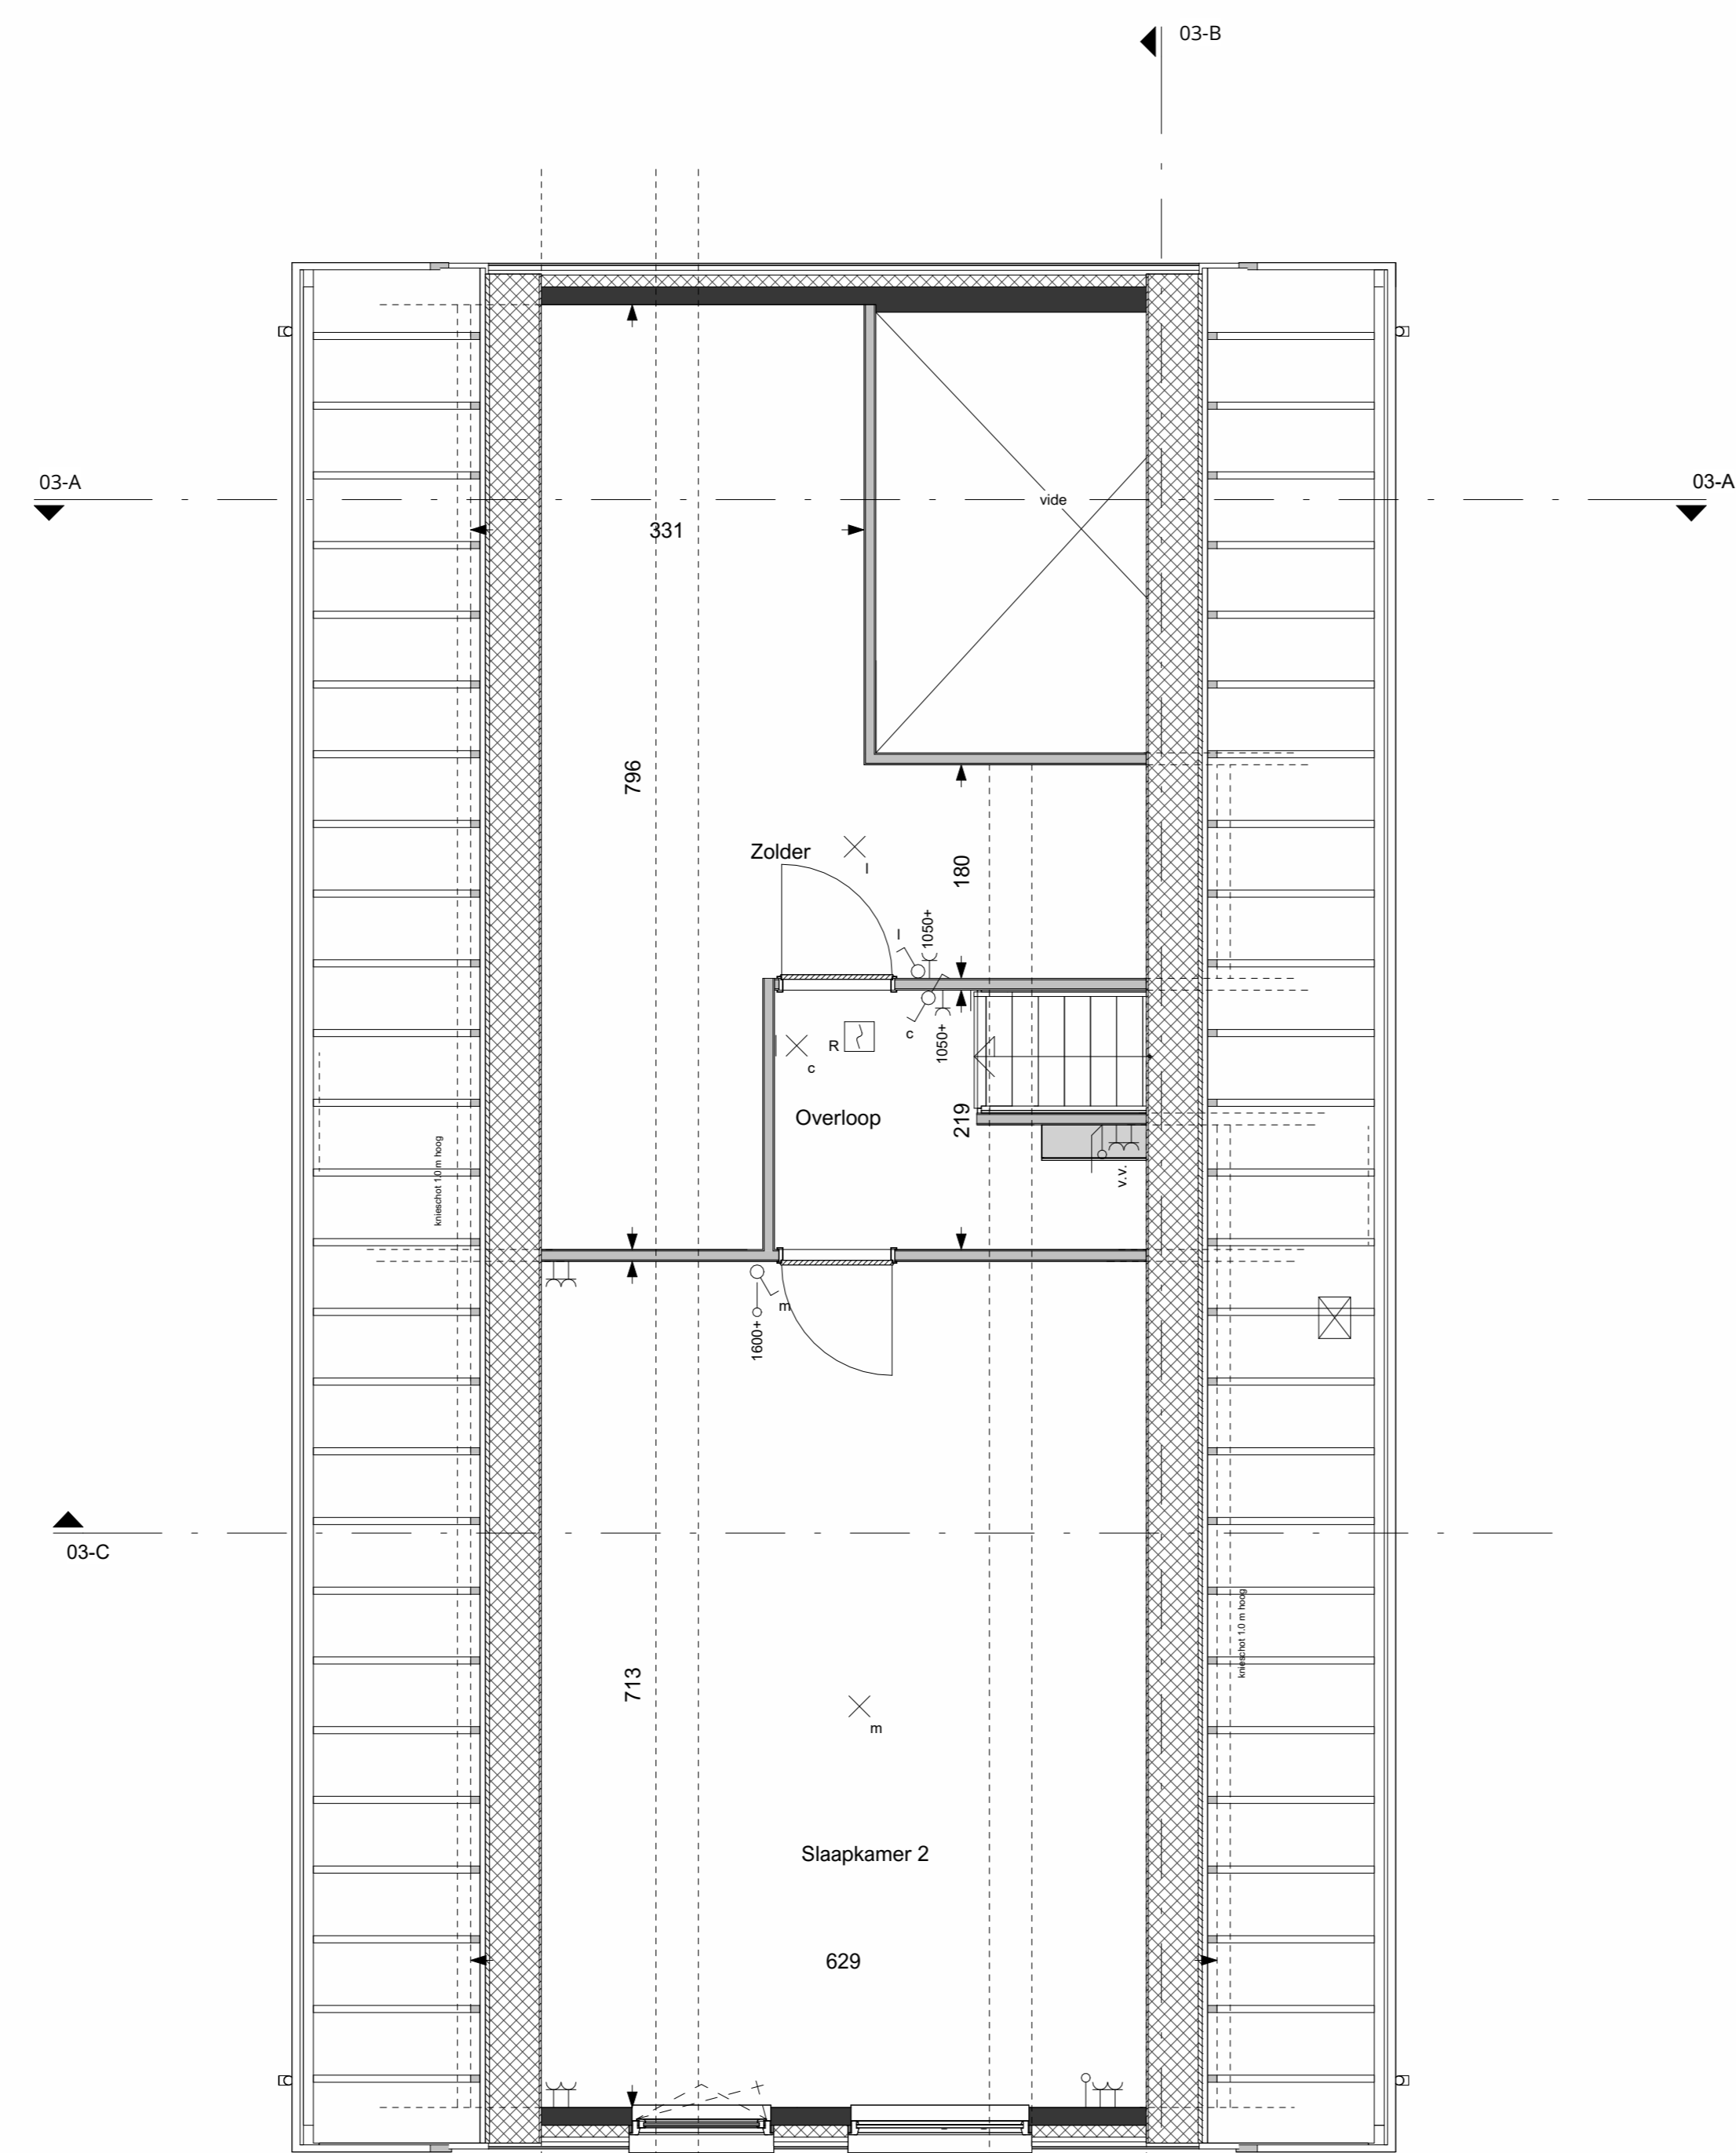 03-B
03-A
03-A
vide
331
796
Zolder
l
180
l
1050+
c
R
c
1050+
Overloop
219
v.v.
knieschot 1.0 m hoog
m
1600+
03-C
knieschot 1.0 m hoog
713
m
Slaapkamer 2
629